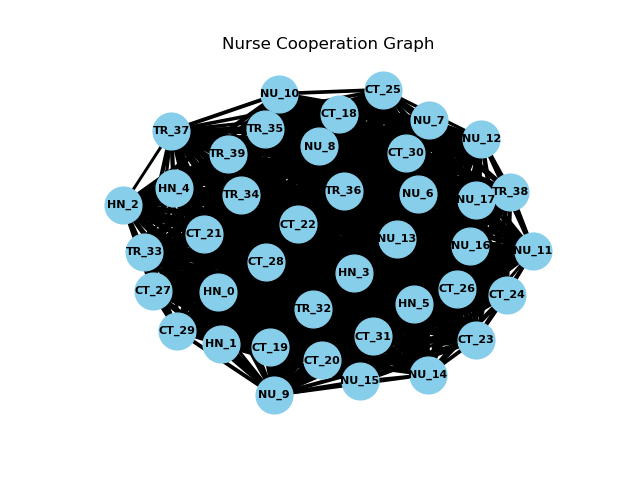 Nurse Cooperation Graph
CT_25
NU_10
CT_18
NU_7
TR_35
TR_37
NU_12
NU_8
CT_30
TR_39
HN_4
TR_36
TR_38
NU_6
TR_34
NU_17
HN_2
CT_22
CT_21
NU_13
NU_16
NU_11
TR_33
CT_28
HN_3
CT_26
CT_27
HN_0
CT_24
HN_5
TR_32
CT_29
CT_31
CT_23
HN_1
CT_19
CT_20
NU_14
NU_15
NU_9